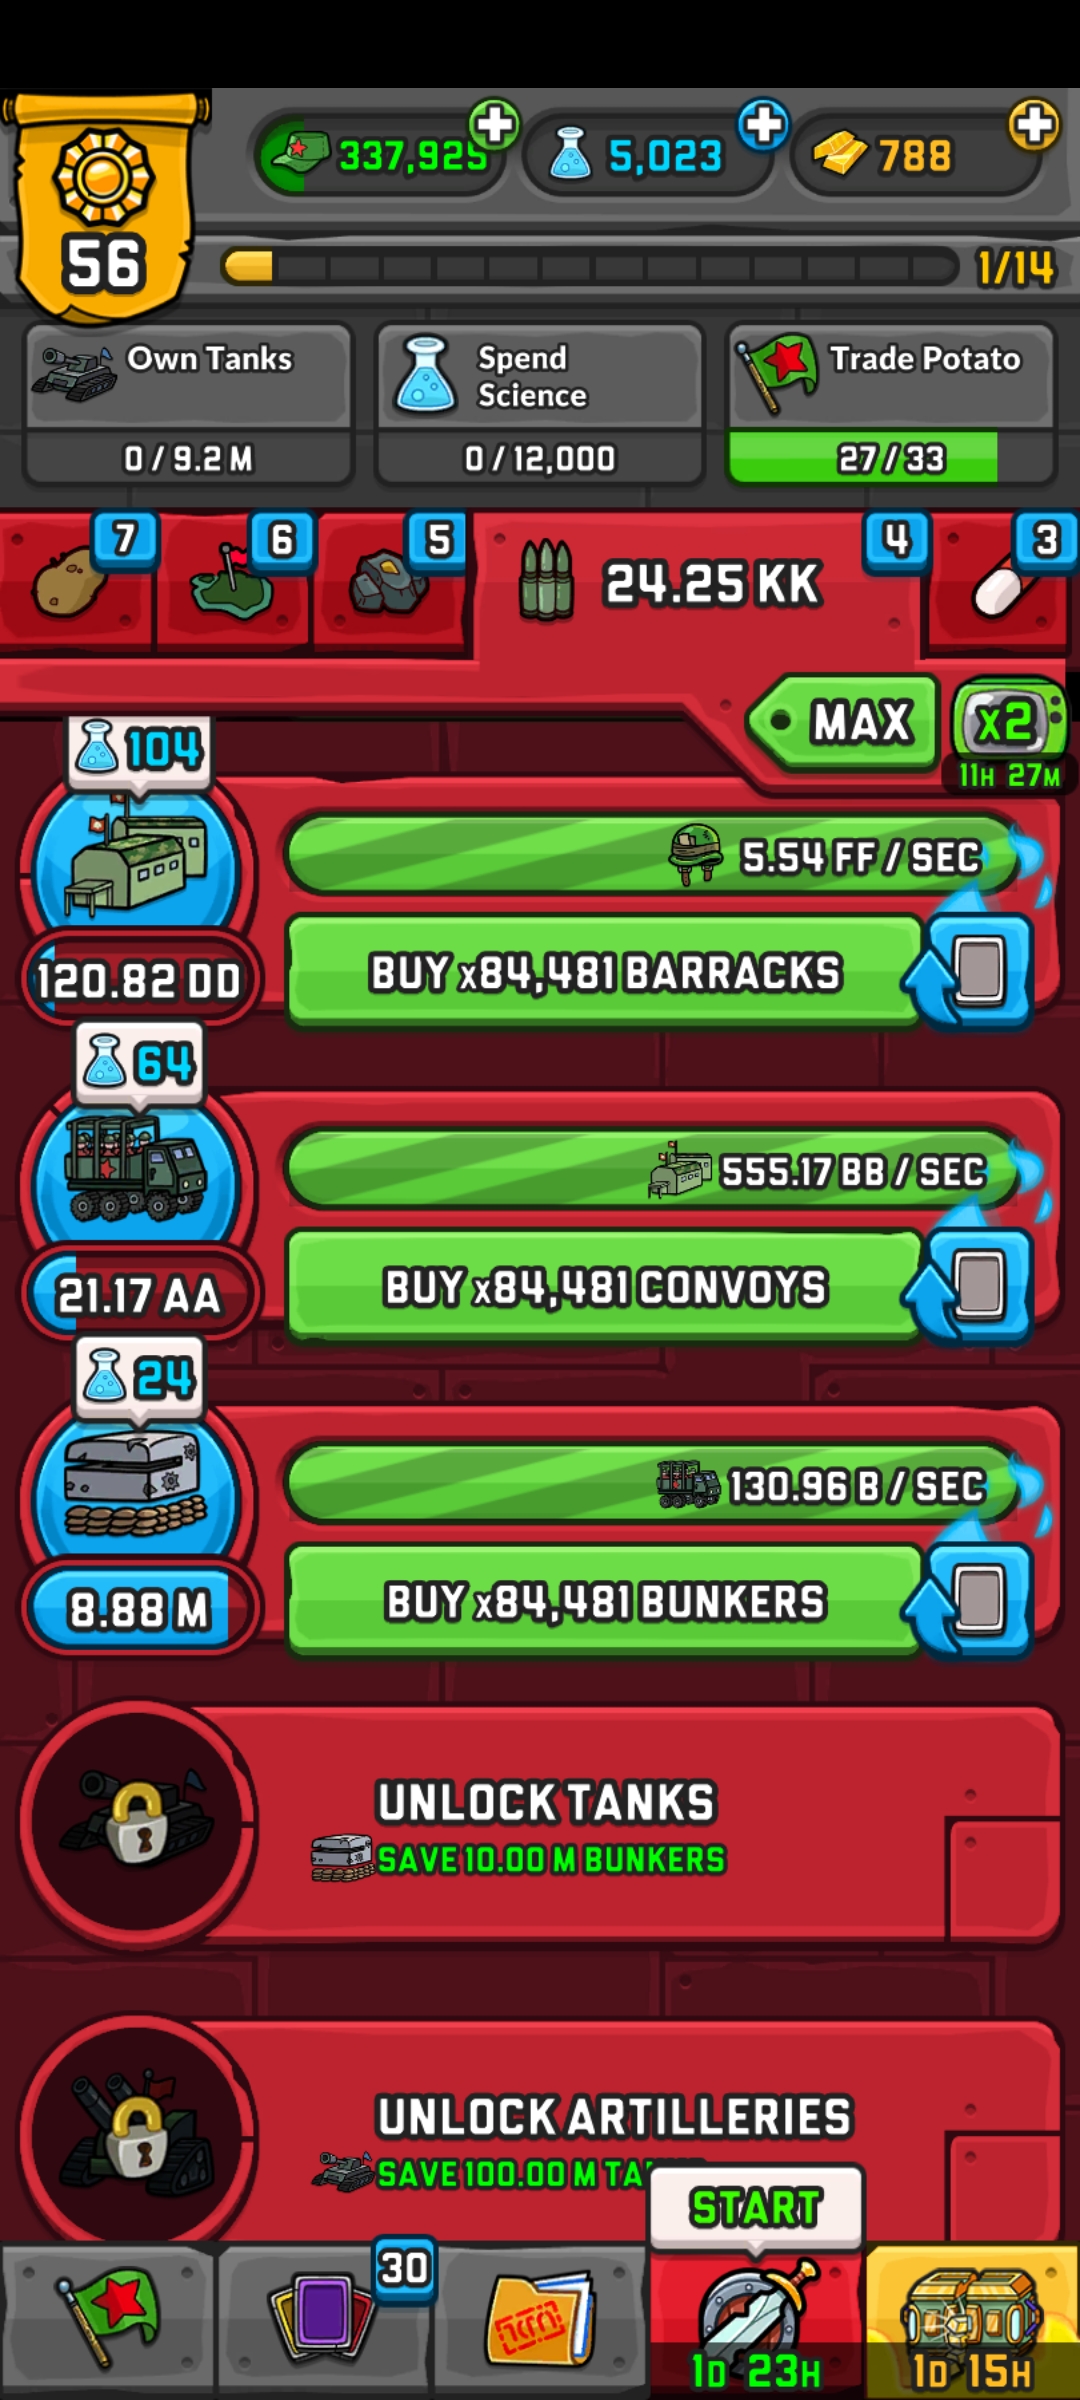 337,925
5,023
788
56
1/14
Own Tanks
Spend Science
Trade Potato
0 / 9.2 M
0 / 12,000
27 / 33
7
6
5
24.25 KK
4
3
MAX
x2
11H 27M
104
5.54 FF / SEC
120.82 DD
BUY x84,481 BARRACKS
64
555.17 BB / SEC
21.17 AA
BUY x84,481 CONVOYS
24
130.96 B / SEC
8.88 M
BUY x84,481 BUNKERS
UNLOCK TANKS
SAVE 10.00 M BUNKERS
UNLOCK ARTILLERIES
SAVE 100.00 M
START
30
1D 23H
1D 15H